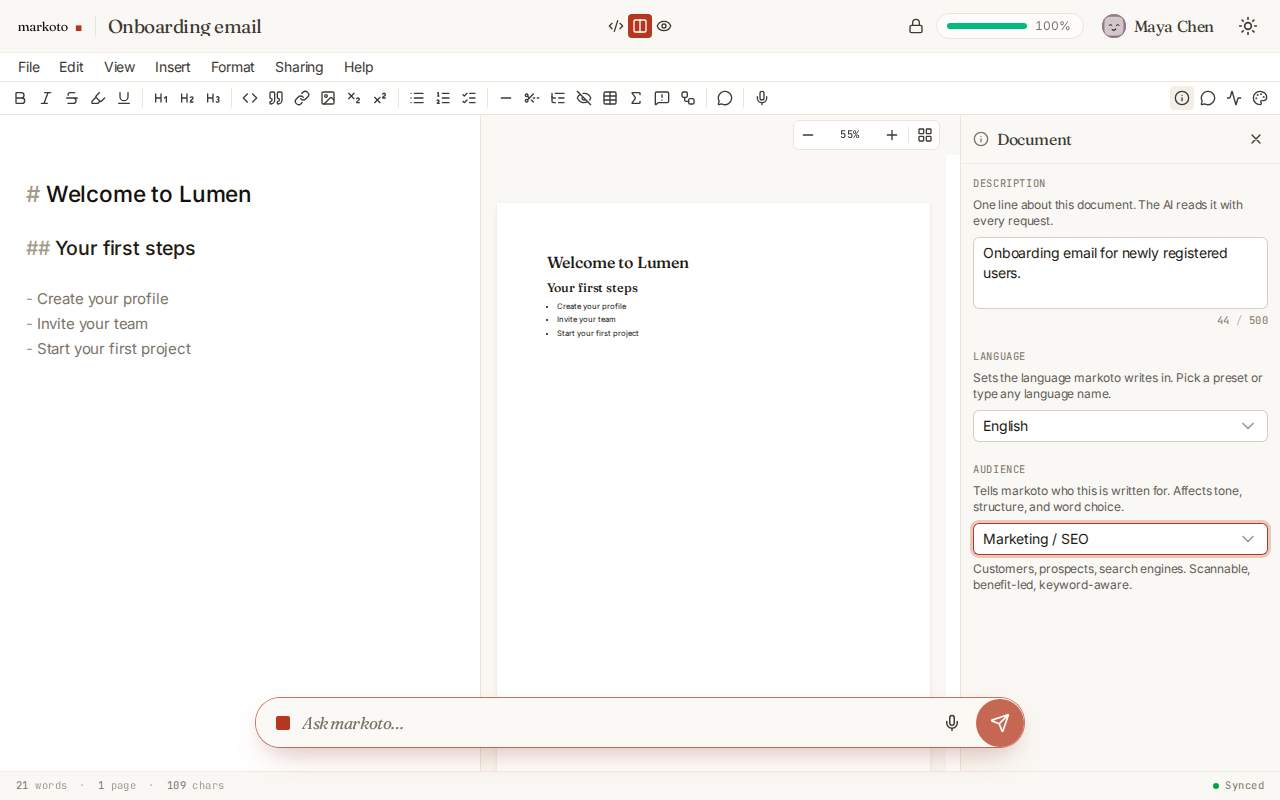 markoto
Onboarding email
100%
Maya Chen
File Edit View Insert Format Sharing Help
H1 H2 H3
55%
Document
# Welcome to Lumen
## Your first steps
- Create your profile
- Invite your team
- Start your first project
Welcome to Lumen
Your first steps
• Create your profile
• Invite your team
• Start your first project
DESCRIPTION
One line about this document. The AI reads it with
every request.
Onboarding email for newly registered
users.
44 / 500
LANGUAGE
Sets the language markoto writes in. Pick a preset or
type any language name.
English
AUDIENCE
Tells markoto who this is written for. Affects tone,
structure, and word choice.
Marketing / SEO
Customers, prospects, search engines. Scannable,
benefit-led, keyword-aware.
Ask markoto...
21 words · 1 page · 109 chars
Synced